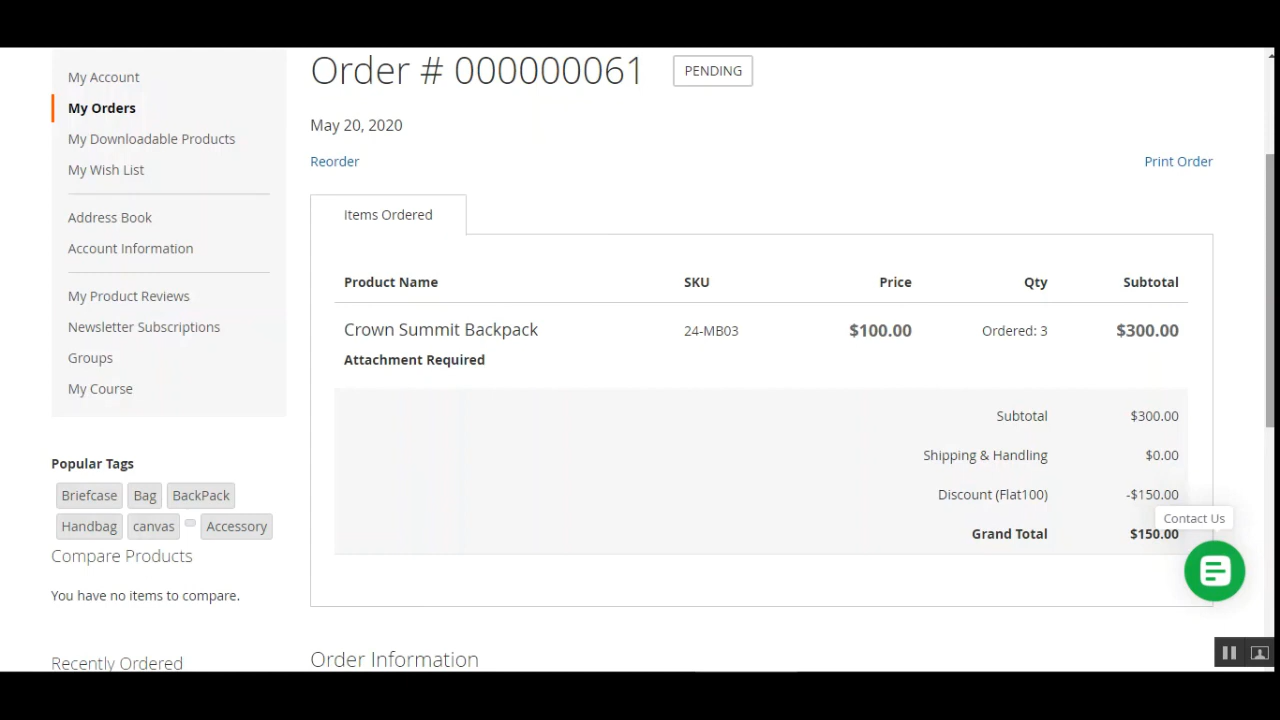 Order # 000000061 PENDING
My Account
My Orders
My Downloadable Products
My Wish List
Address Book
Account Information
My Product Reviews
Newsletter Subscriptions
Groups
My Course
Popular Tags
Briefcase Bag BackPack
Handbag canvas Accessory
Compare Products
You have no items to compare.
Recently Ordered
May 20, 2020
Reorder Print Order
Items Ordered
Product Name SKU Price Qty Subtotal
Crown Summit Backpack 24-MB03 $100.00 Ordered: 3 $300.00
Attachment Required
Subtotal $300.00
Shipping & Handling $0.00
Discount (Flat100) -$150.00
Contact Us
Grand Total $150.00
Order Information